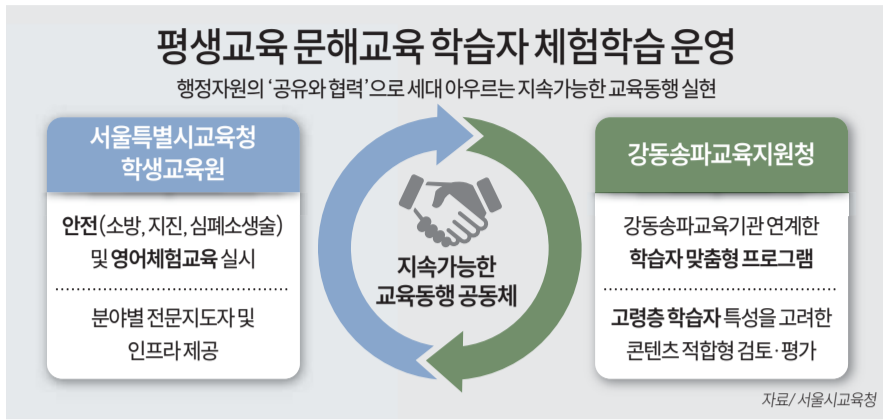 평생교육 문해교육 학습자 체험학습 운영
행정자원의 ‘공유와 협력’으로 세대 아우르는 지속가능한 교육동행 실현
서울특별시교육청
학생교육원
안전(소방, 지진, 심폐소생술)
및 영어체험교육 실시
분야별 전문지도자 및
인프라 제공
지속가능한
교육동행 공동체
강동송파교육지원청
강동송파교육기관 연계한
학습자 맞춤형 프로그램
고령층 학습자 특성을 고려한
콘텐츠 적합형 검토·평가
자료/ 서울시교육청